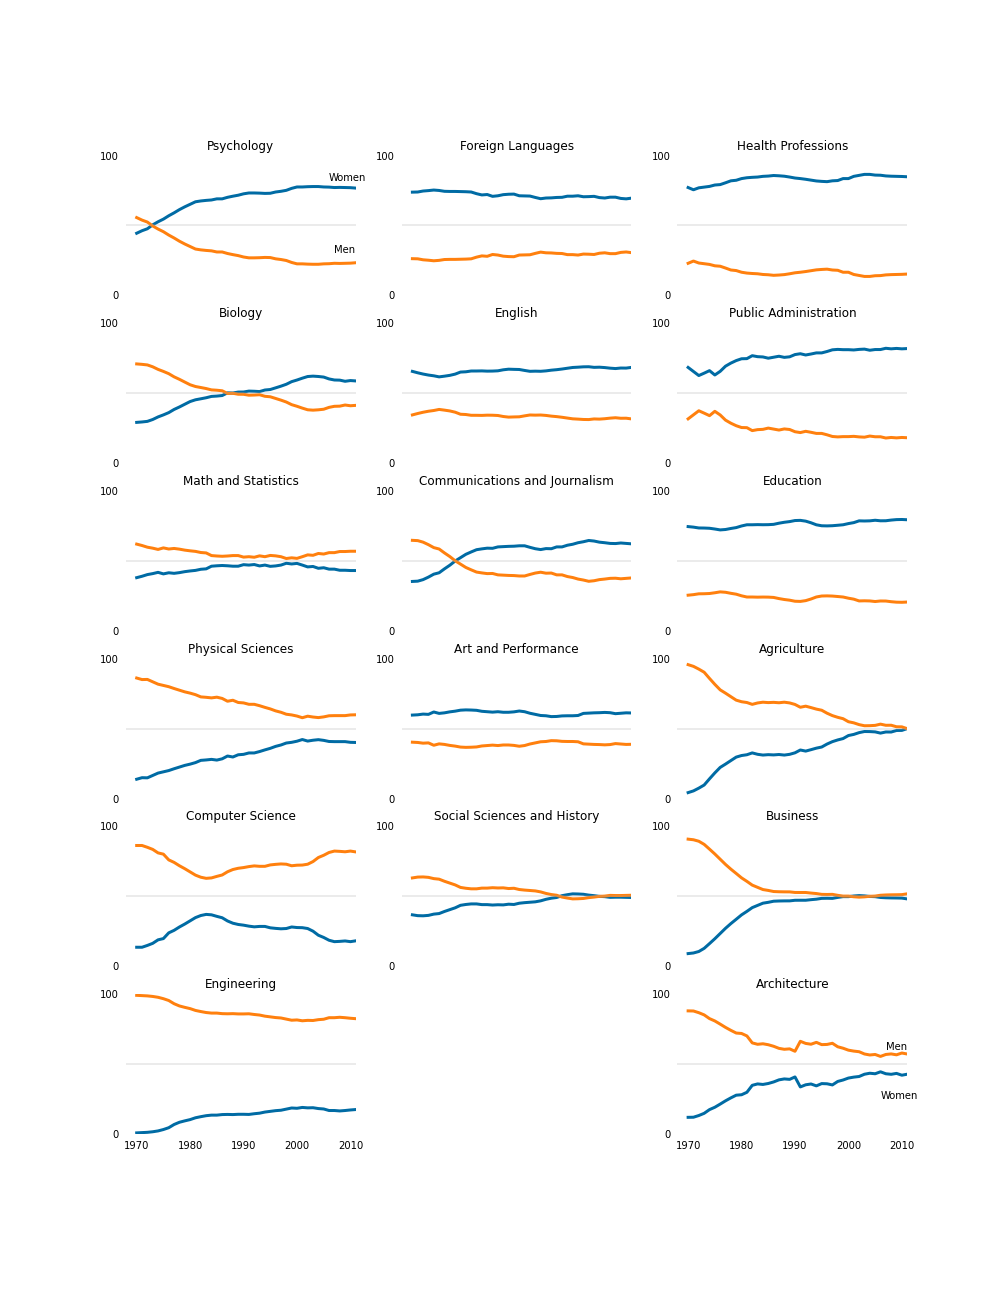 Psychology
Foreign Languages
Health Professions
100
100
100
Women
Men
0
0
0
Biology
English
Public Administration
100
100
100
0
0
0
Math and Statistics
Communications and Journalism
Education
100
100
100
0
0
0
Physical Sciences
Art and Performance
Agriculture
100
100
100
0
0
0
Computer Science
Social Sciences and History
Business
100
100
100
0
0
0
Engineering
Architecture
100
100
Men
Women
0
0
1970 1980 1990 2000 2010
1970 1980 1990 2000 2010